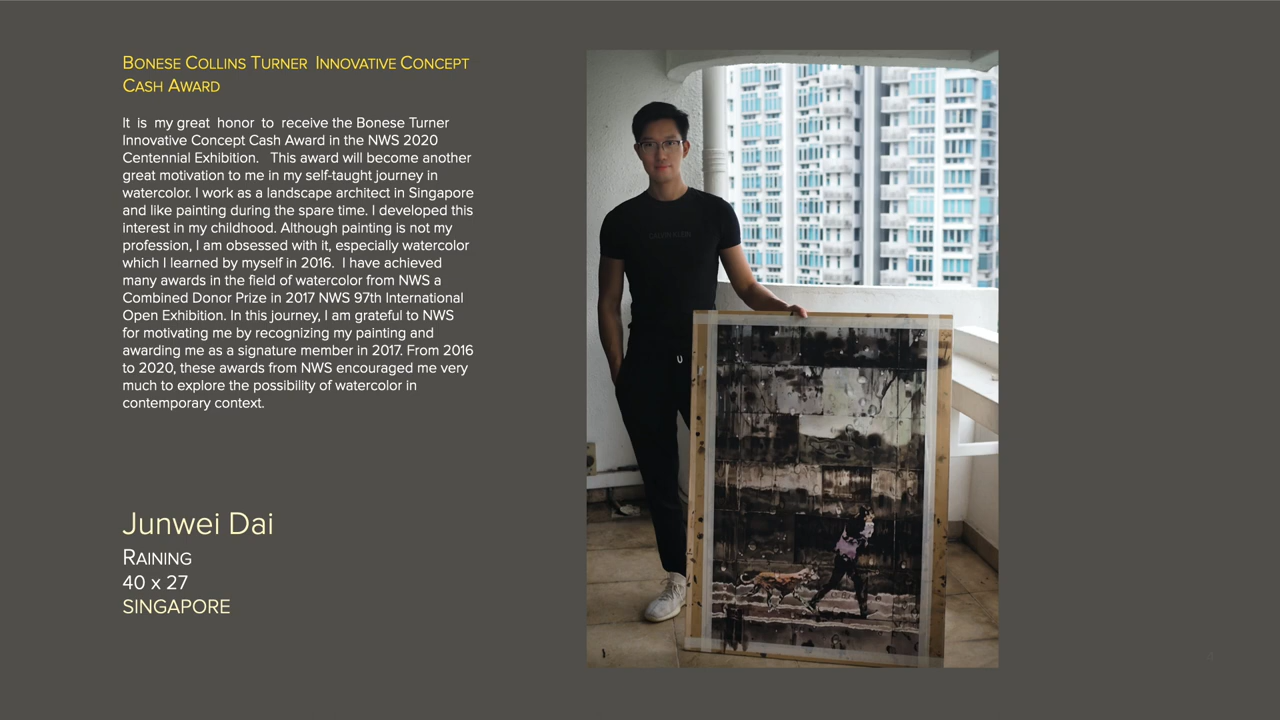 Bonese Collins Turner  Innovative Concept
Cash Award
It  is  my great  honor  to  receive the Bonese Turner
Innovative Concept Cash Award in the NWS 2020
Centennial Exhibition.   This award will become another
great motivation to me in my self-taught journey in
watercolor. I work as a landscape architect in Singapore
and like painting during the spare time. I developed this
interest in my childhood. Although painting is not my
profession, I am obsessed with it, especially watercolor
which I learned by myself in 2016.  I have achieved
many awards in the field of watercolor from NWS a
Combined Donor Prize in 2017 NWS 97th International
Open Exhibition. In this journey, I am grateful to NWS
for motivating me by recognizing my painting and
awarding me as a signature member in 2017. From 2016
to 2020, these awards from NWS encouraged me very
much to explore the possibility of watercolor in
contemporary context.
Junwei Dai
Raining
40 x 27
SINGAPORE